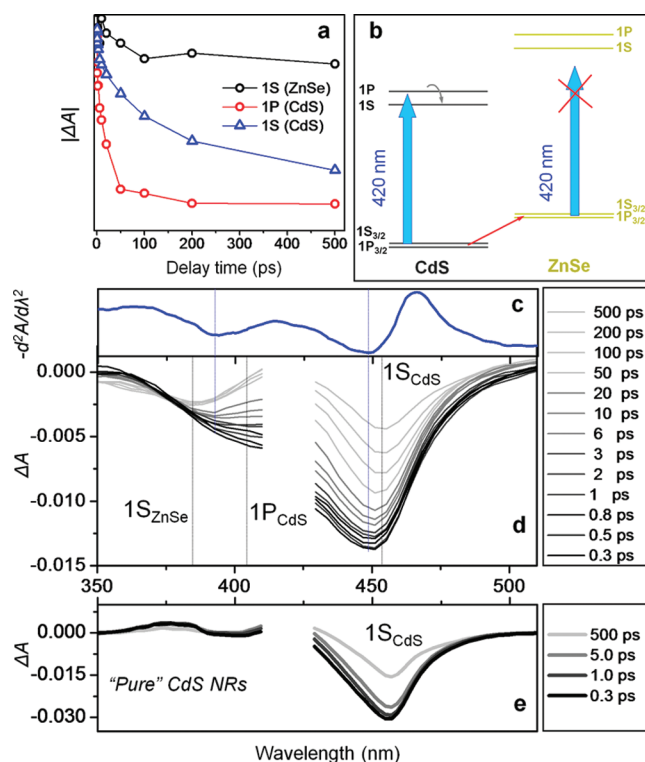 a
|ΔA|
1S (ZnSe)
1P (CdS)
1S (CdS)
0 100 200 300 400 500
Delay time (ps)
b
1P
1S
1P
1S
420 nm
420 nm
1S3/2
1P3/2
1S3/2
1P3/2
CdS
ZnSe
c
-d²A/dλ²
0.000
-0.005
-0.010
-0.015
ΔA
1SCdS
1SZnSe
1PCdS
d
350 400 450 500
500 ps
200 ps
100 ps
50 ps
20 ps
10 ps
6 ps
3 ps
2 ps
1 ps
0.8 ps
0.5 ps
0.3 ps
0.000
-0.015
-0.030
ΔA
1SCdS
"Pure" CdS NRs
e
500 ps
5.0 ps
1.0 ps
0.3 ps
Wavelength (nm)